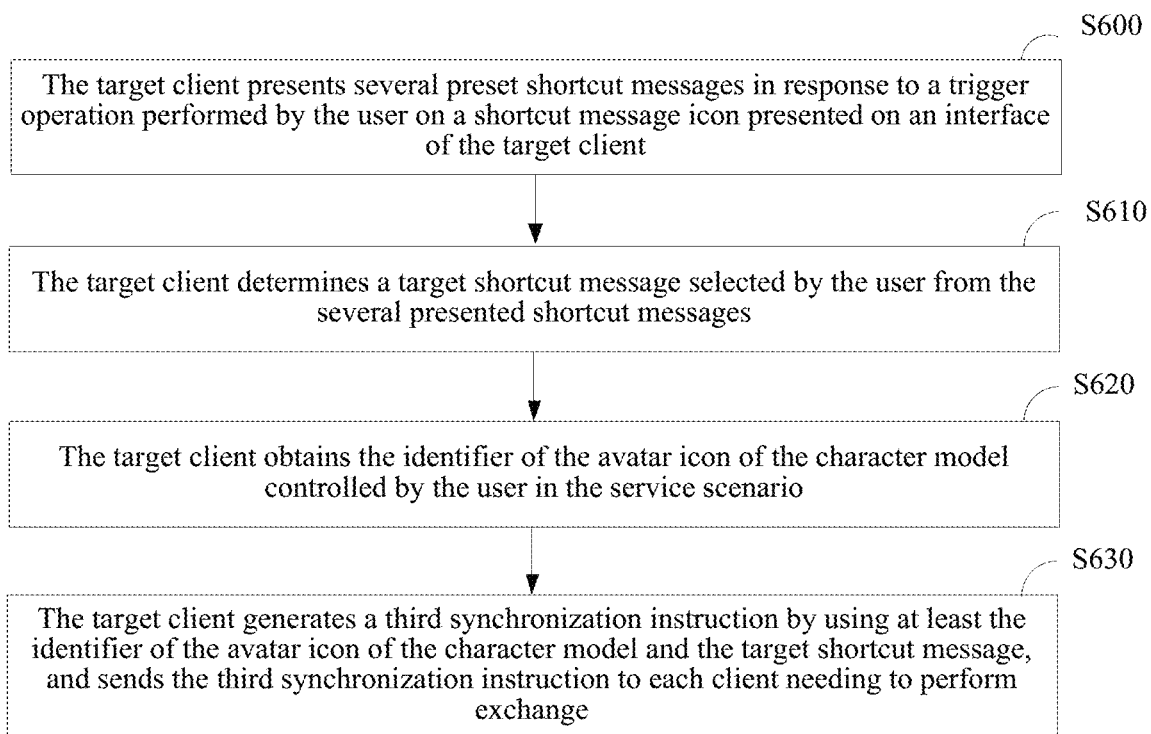 S600
The target client presents several preset shortcut messages in response to a trigger
operation performed by the user on a shortcut message icon presented on an interface
of the target client
S610
The target client determines a target shortcut message selected by the user from the
several presented shortcut messages
S620
The target client obtains the identifier of the avatar icon of the character model
controlled by the user in the service scenario
S630
The target client generates a third synchronization instruction by using at least the
identifier of the avatar icon of the character model and the target shortcut message,
and sends the third synchronization instruction to each client needing to perform
exchange